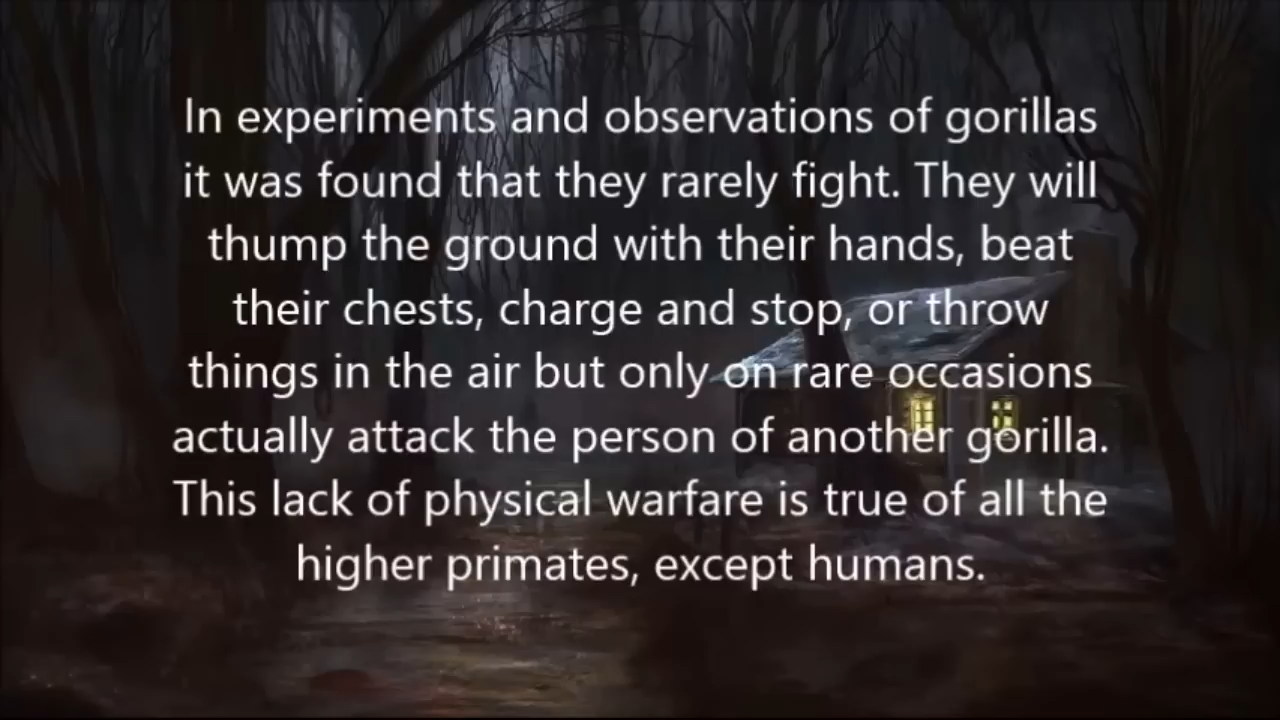 In experiments and observations of gorillas
it was found that they rarely fight. They will
thump the ground with their hands, beat
their chests, charge and stop, or throw
things in the air but only on rare occasions
actually attack the person of another gorilla.
This lack of physical warfare is true of all the
higher primates, except humans.